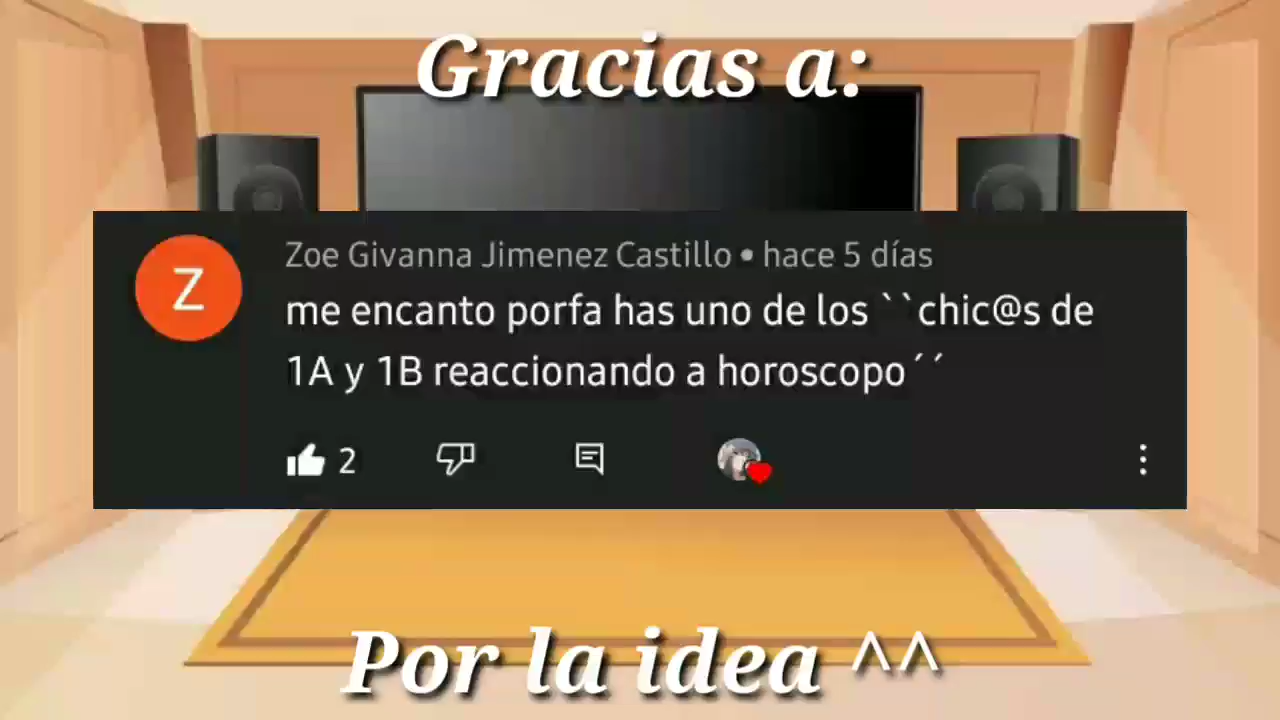 Gracias a:
Z
Zoe Givanna Jimenez Castillo • hace 5 días
me encanto porfa has uno de los ``chic@s de
1A y 1B reaccionando a horoscopo´´
2
Por la idea ^^